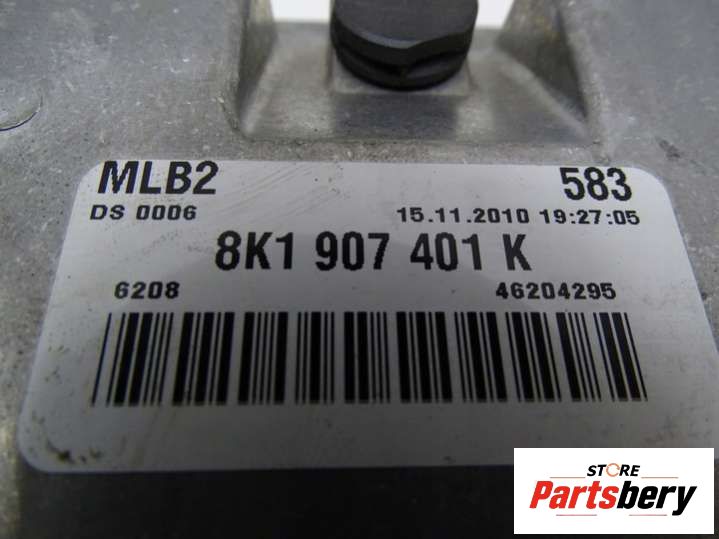 MLB2 583
DS 0006 15.11.2010 19:27:05
8K1 907 401 K
6208 46204295
STORE
Partsbery